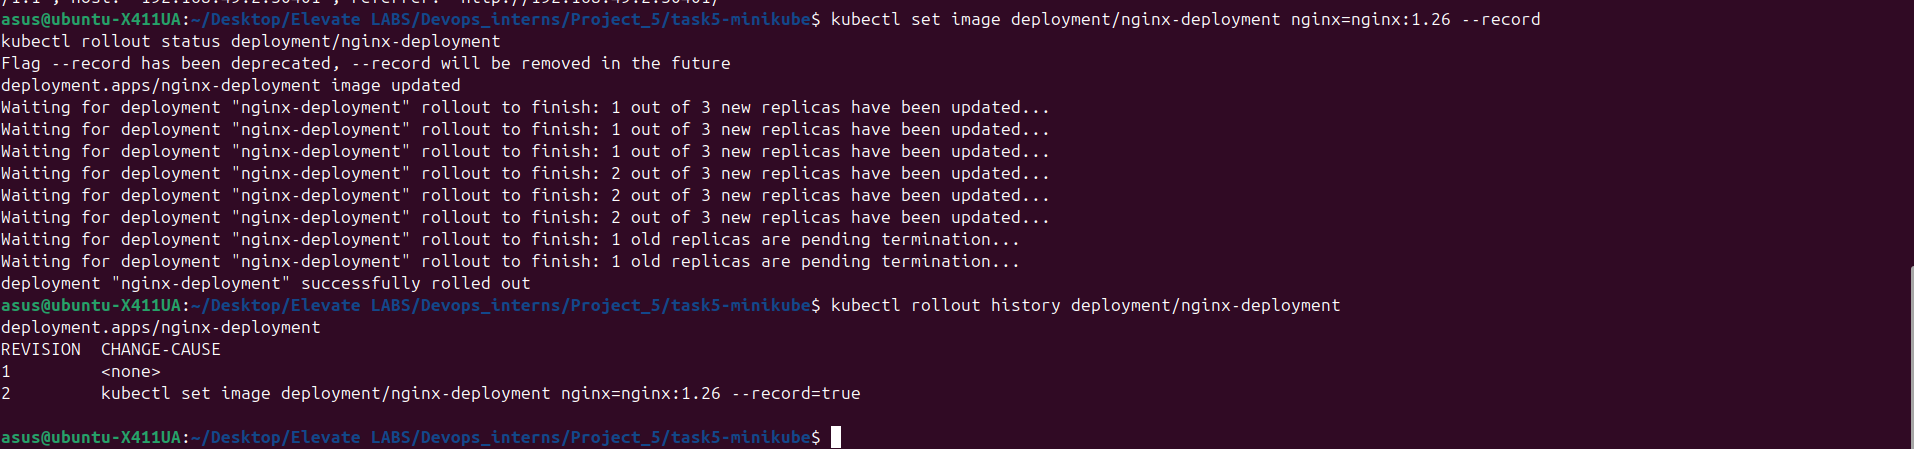 asus@ubuntu-X411UA:~/Desktop/Elevate LABS/Devops_interns/Project_5/task5-minikube$ kubectl set image deployment/nginx-deployment nginx=nginx:1.26 --record
kubectl rollout status deployment/nginx-deployment
Flag --record has been deprecated, --record will be removed in the future
deployment.apps/nginx-deployment image updated
Waiting for deployment "nginx-deployment" rollout to finish: 1 out of 3 new replicas have been updated...
Waiting for deployment "nginx-deployment" rollout to finish: 1 out of 3 new replicas have been updated...
Waiting for deployment "nginx-deployment" rollout to finish: 1 out of 3 new replicas have been updated...
Waiting for deployment "nginx-deployment" rollout to finish: 2 out of 3 new replicas have been updated...
Waiting for deployment "nginx-deployment" rollout to finish: 2 out of 3 new replicas have been updated...
Waiting for deployment "nginx-deployment" rollout to finish: 2 out of 3 new replicas have been updated...
Waiting for deployment "nginx-deployment" rollout to finish: 1 old replicas are pending termination...
Waiting for deployment "nginx-deployment" rollout to finish: 1 old replicas are pending termination...
deployment "nginx-deployment" successfully rolled out
asus@ubuntu-X411UA:~/Desktop/Elevate LABS/Devops_interns/Project_5/task5-minikube$ kubectl rollout history deployment/nginx-deployment
deployment.apps/nginx-deployment
REVISION  CHANGE-CAUSE
1         <none>
2         kubectl set image deployment/nginx-deployment nginx=nginx:1.26 --record=true
asus@ubuntu-X411UA:~/Desktop/Elevate LABS/Devops_interns/Project_5/task5-minikube$